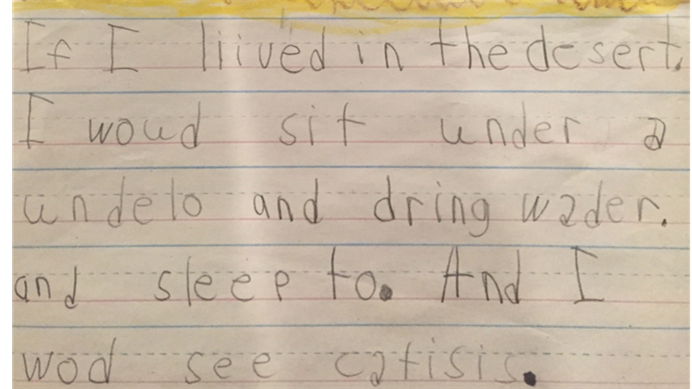 If I liived in the desert.
I woud sit under a
undelo and dring wader.
and sleep to. And I
wod see catisis.